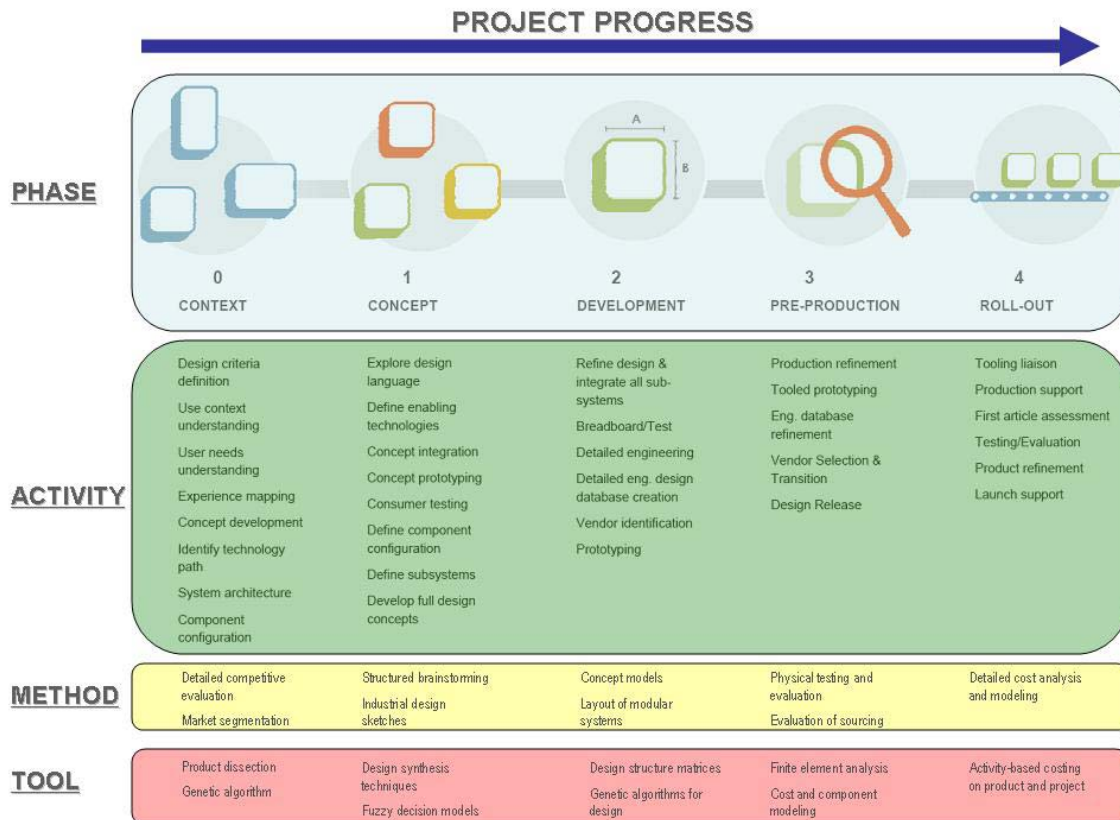 PROJECT PROGRESS
PHASE
A
B
0
CONTEXT
1
CONCEPT
2
DEVELOPMENT
3
PRE-PRODUCTION
4
ROLL-OUT
ACTIVITY
Design criteria
definition
Use context
understanding
User needs
understanding
Experience mapping
Concept development
Identify technology
path
System architecture
Component
configuration
Explore design
language
Define enabling
technologies
Concept integration
Concept prototyping
Consumer testing
Define component
configuration
Define subsystems
Develop full design
concepts
Refine design &
integrate all sub-
systems
Breadboard/Test
Detailed engineering
Detailed eng. design
database creation
Vendor identification
Prototyping
Production refinement
Tooled prototyping
Eng. database
refinement
Vendor Selection &
Transition
Design Release
Tooling liaison
Production support
First article assessment
Testing/Evaluation
Product refinement
Launch support
METHOD
Detailed competitive
evaluation
Market segmentation
Structured brainstorming
Industrial design
sketches
Concept models
Layout of modular
systems
Physical testing and
evaluation
Evaluation of sourcing
Detailed cost analysis
and modeling
TOOL
Product dissection
Genetic algorithm
Design synthesis
techniques
Fuzzy decision models
Design structure matrices
Genetic algorithms for
design
Finite element analysis
Cost and component
modeling
Activity-based costing
on product and project